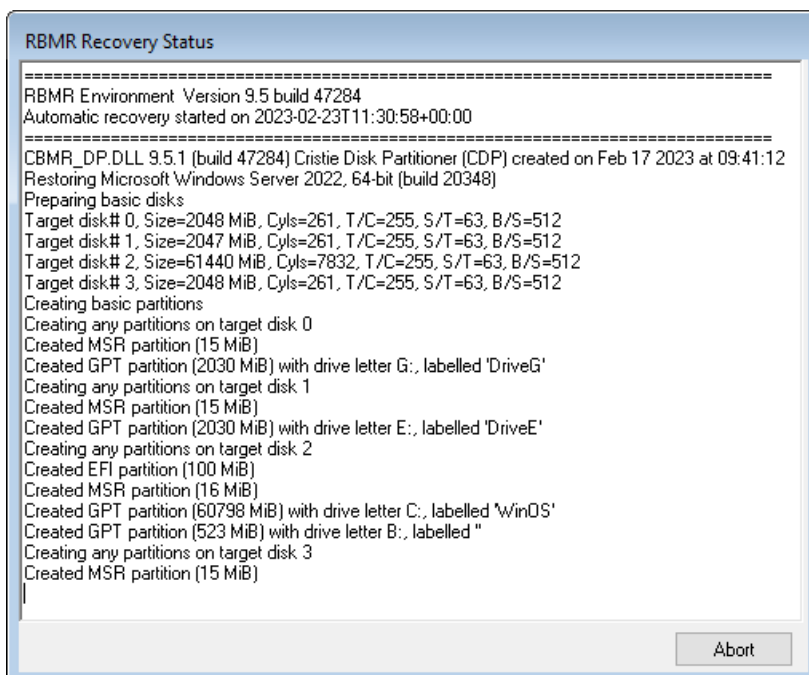 RBMR Recovery Status
==============================================================================
RBMR Environment  Version 9.5 build 47284
Automatic recovery started on 2023-02-23T11:30:58+00:00
==============================================================================
CBMR_DP.DLL 9.5.1 (build 47284) Cristie Disk Partitioner (CDP) created on Feb 17 2023 at 09:41:12
Restoring Microsoft Windows Server 2022, 64-bit (build 20348)
Preparing basic disks
Target disk# 0, Size=2048 MiB, Cyls=261, T/C=255, S/T=63, B/S=512
Target disk# 1, Size=2047 MiB, Cyls=261, T/C=255, S/T=63, B/S=512
Target disk# 2, Size=61440 MiB, Cyls=7832, T/C=255, S/T=63, B/S=512
Target disk# 3, Size=2048 MiB, Cyls=261, T/C=255, S/T=63, B/S=512
Creating basic partitions
Creating any partitions on target disk 0
Created MSR partition (15 MiB)
Created GPT partition (2030 MiB) with drive letter G:, labelled 'DriveG'
Creating any partitions on target disk 1
Created MSR partition (15 MiB)
Created GPT partition (2030 MiB) with drive letter E:, labelled 'DriveE'
Creating any partitions on target disk 2
Created EFI partition (100 MiB)
Created MSR partition (16 MiB)
Created GPT partition (60798 MiB) with drive letter C:, labelled 'WinOS'
Created GPT partition (523 MiB) with drive letter B:, labelled ''
Creating any partitions on target disk 3
Created MSR partition (15 MiB)
Abort